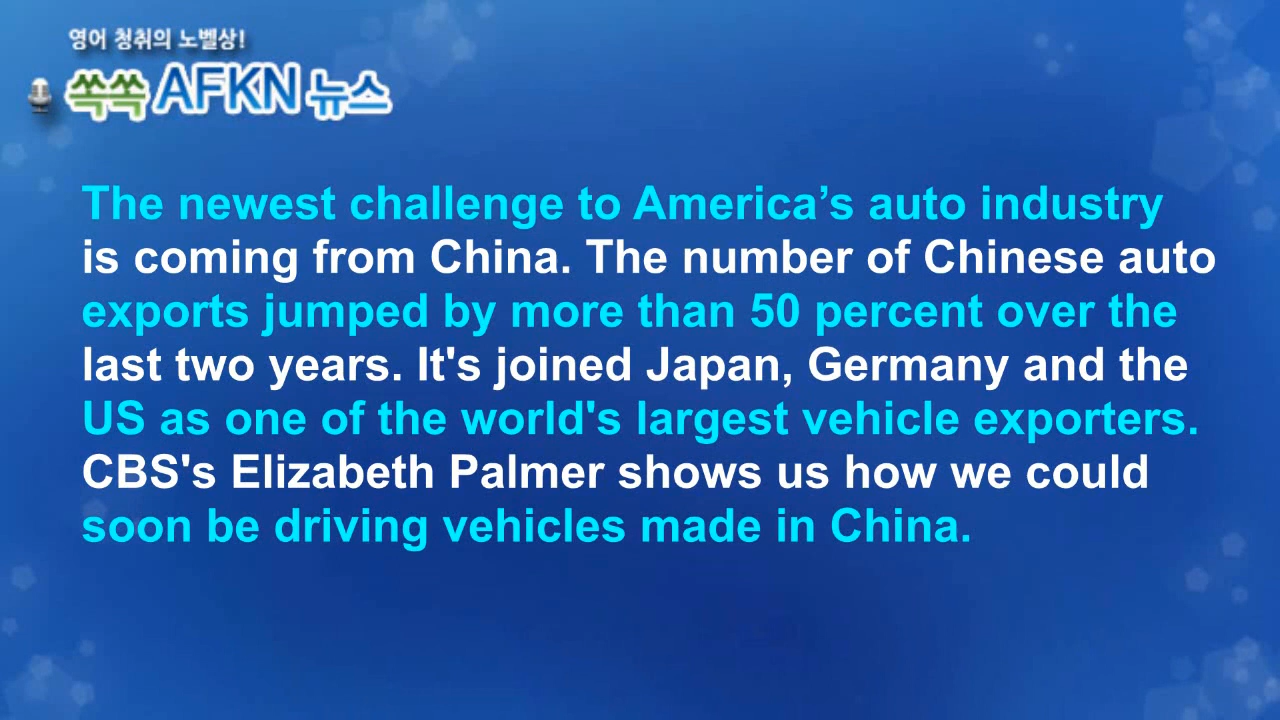 영어 청취의 노벨상!
쏙쏙 AFKN 뉴스
The newest challenge to America’s auto industry
is coming from China. The number of Chinese auto
exports jumped by more than 50 percent over the
last two years. It's joined Japan, Germany and the
US as one of the world's largest vehicle exporters.
CBS's Elizabeth Palmer shows us how we could
soon be driving vehicles made in China.